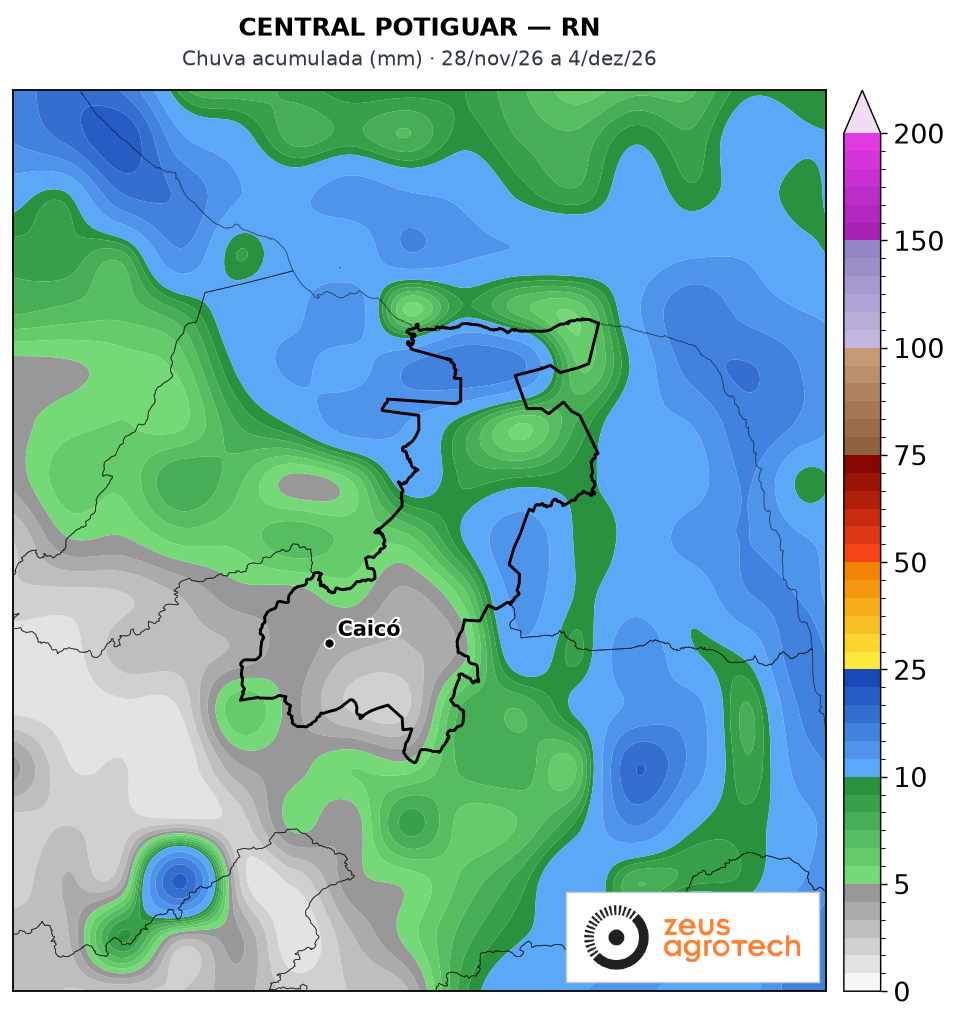 CENTRAL POTIGUAR — RN
Chuva acumulada (mm) · 28/nov/26 a 4/dez/26
200
150
100
75
50
25
10
5
0
Caicó
zeus
agrotech